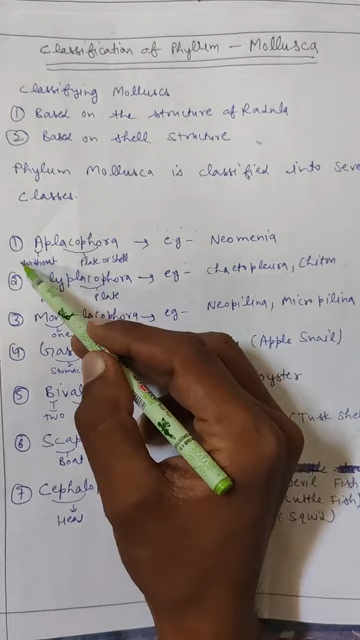 Classification of Phylum - Mollusca
Classifying Molluscs
① Based on the structure of Radula
② Based on shell structure
Phylum Mollusca is classified into Seve
classes.
① Aplacophora → eg - Neomenia
without Plate or shell
② lyplacophora → eg - Chaetopleura, Chiton
Plate
③ Mon lacophora → eg - Neopilina, Micropilina
one
④ Gas (Apple Snail)
Stomac
⑤ Bival oyster
two
(Tusk She
⑥ Scap
Boat
⑦ Cephalo evil Fish
Head uttle Fish
(Squid)